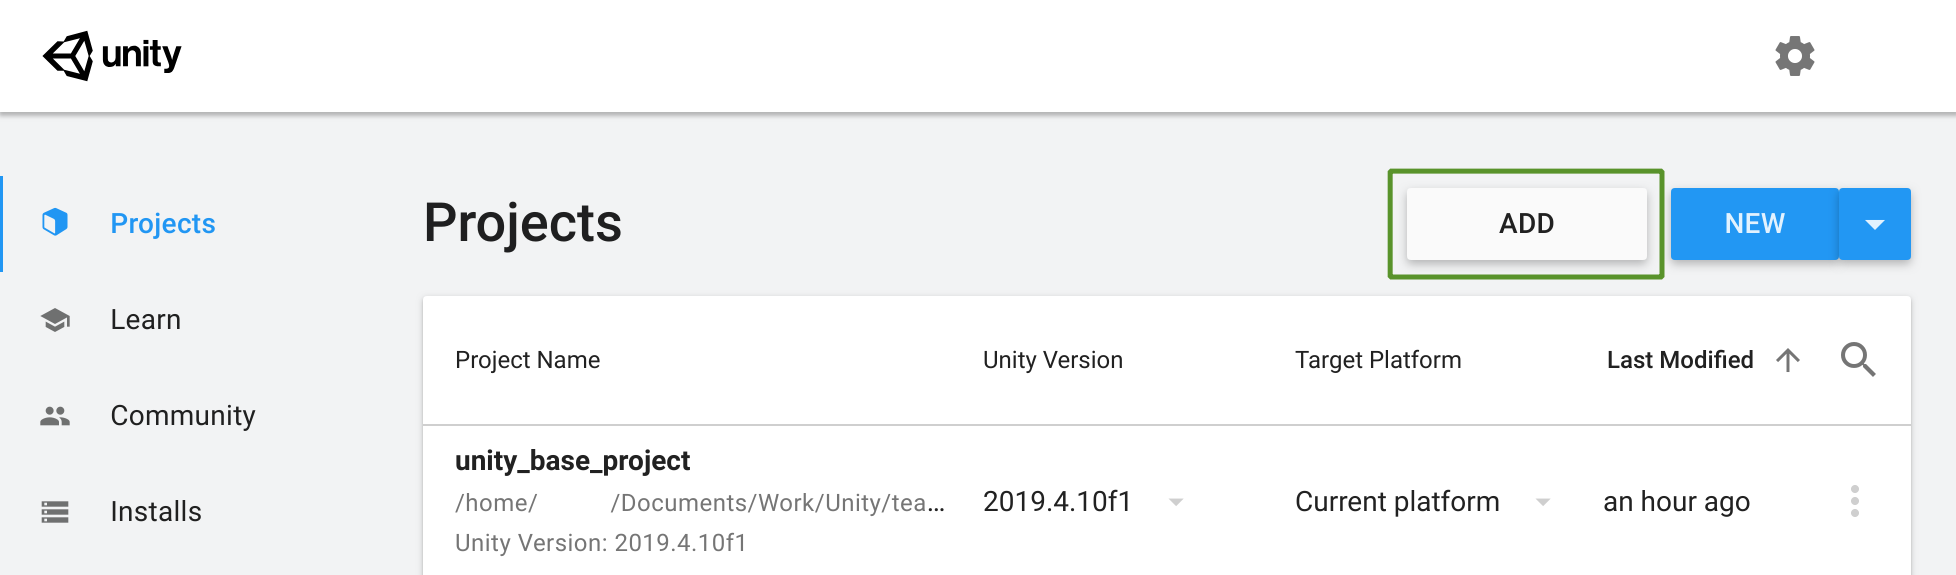 unity
Projects
Learn
Community
Installs
Projects
ADD
NEW
Project Name
Unity Version
Target Platform
Last Modified
unity_base_project
/home/ /Documents/Work/Unity/tea...
Unity Version: 2019.4.10f1
2019.4.10f1
Current platform
an hour ago